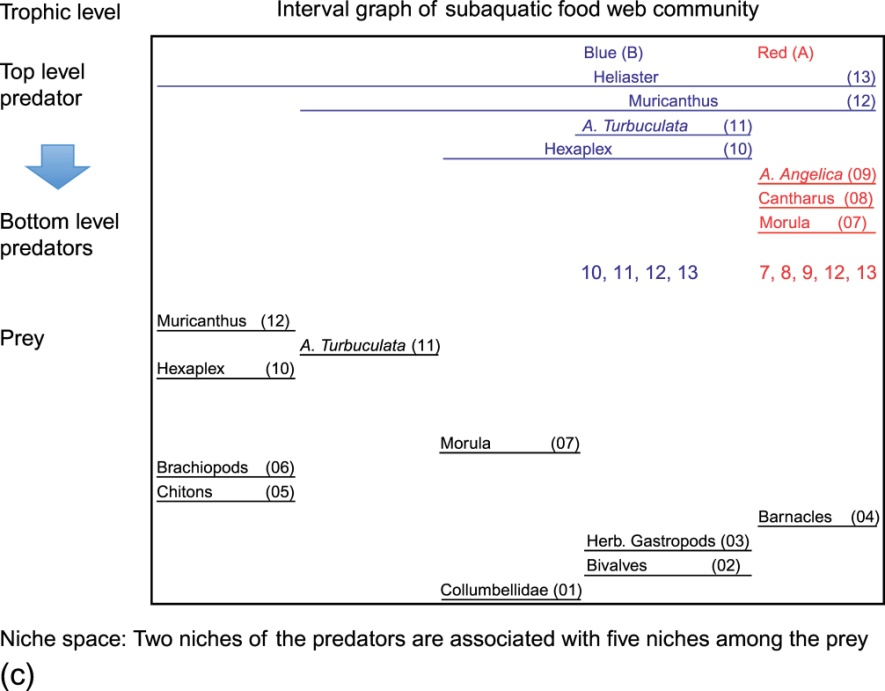 Trophic level
Interval graph of subaquatic food web community
Blue (B) Red (A)
Top level
predator
Heliaster (13)
Muricanthus (12)
A. Turbuculata (11)
Hexaplex (10)
A. Angelica (09)
Cantharus (08)
Bottom level
predators
Morula (07)
10, 11, 12, 13 7, 8, 9, 12, 13
Muricanthus (12)
Prey
A. Turbuculata (11)
Hexaplex (10)
Morula (07)
Brachiopods (06)
Chitons (05)
Barnacles (04)
Herb. Gastropods (03)
Bivalves (02)
Collumbellidae (01)
Niche space: Two niches of the predators are associated with five niches among the prey
(c)